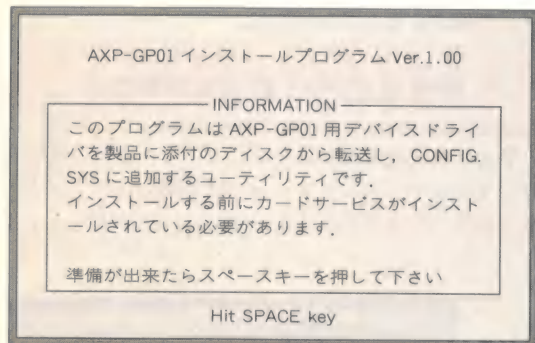 AXP-GP01 インストールプログラム Ver.1.00
INFORMATION
このプログラムは AXP-GP01 用デバイスドライ
バを製品に添付のディスクから転送し, CONFIG.
SYS に追加するユーティリティです.
インストールする前にカードサービスがインスト
ールされている必要があります.
準備が出来たらスペースキーを押して下さい
Hit SPACE key